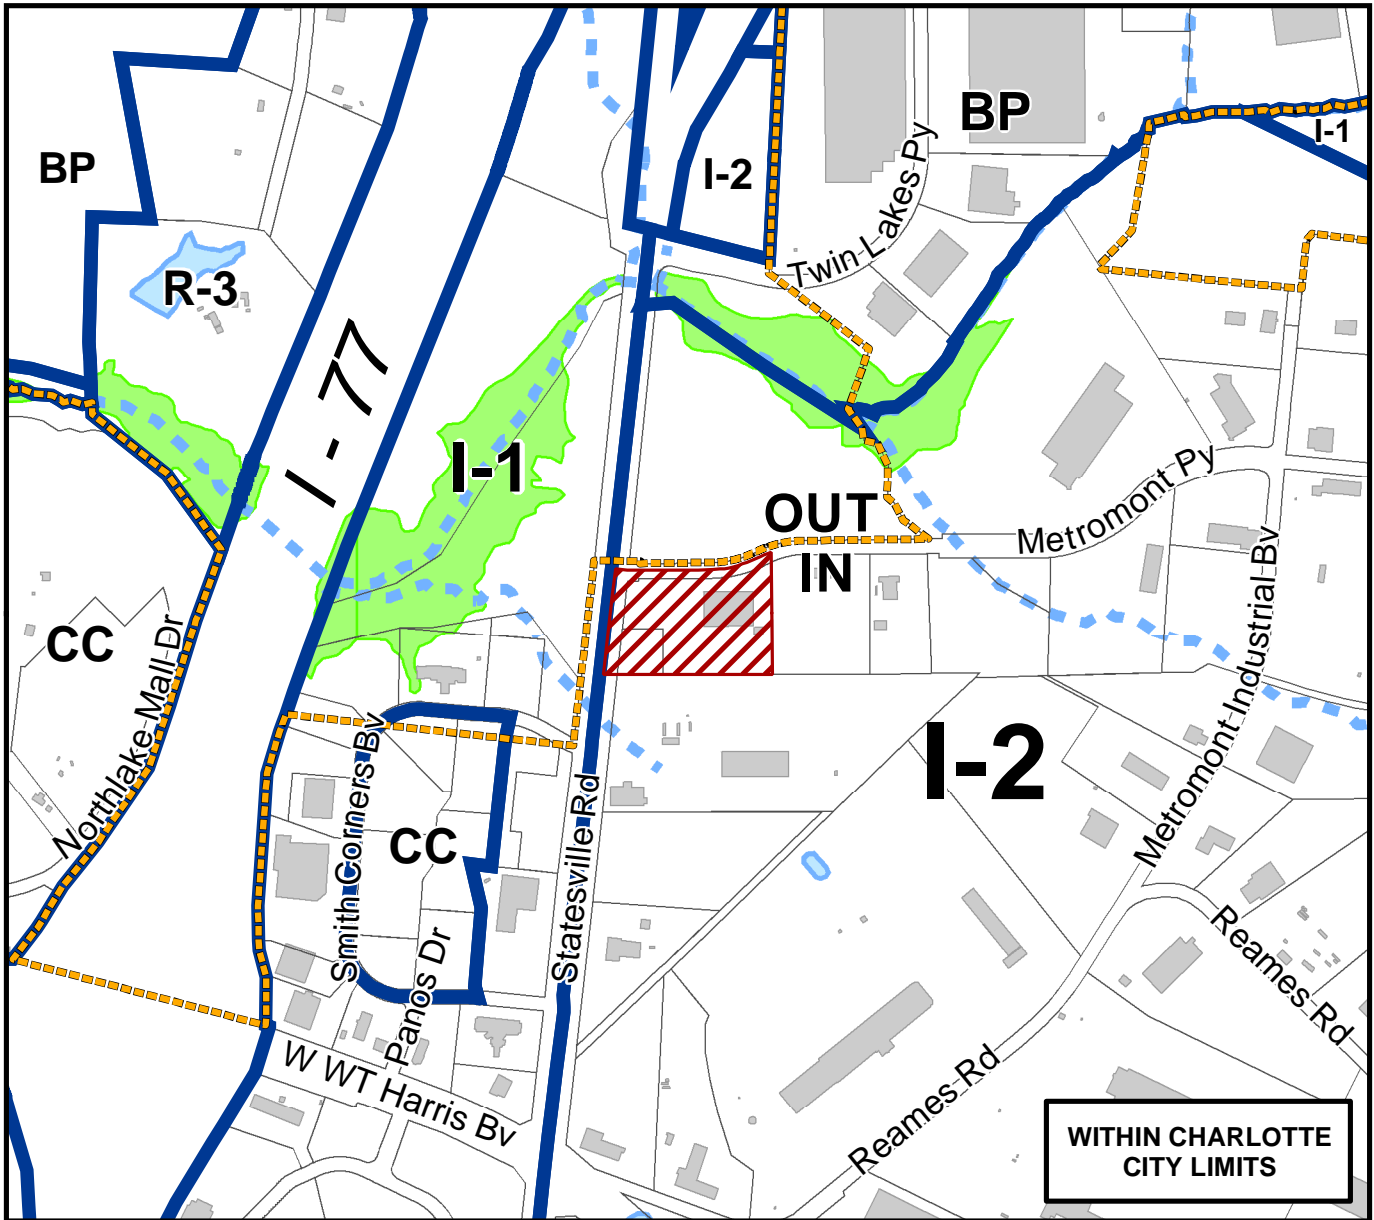 BP
I-1
BP
I-2
Twin Lakes Py
R-3
I - 77
I-1
OUT
Metromont Py
IN
CC
Northlake Mall Dr
Metromont Industrial Bv
I-2
Smith Corners Bv
CC
Statesville Rd
Panos Dr
Reames Rd
W WT Harris Bv
Reames Rd
WITHIN CHARLOTTE
CITY LIMITS